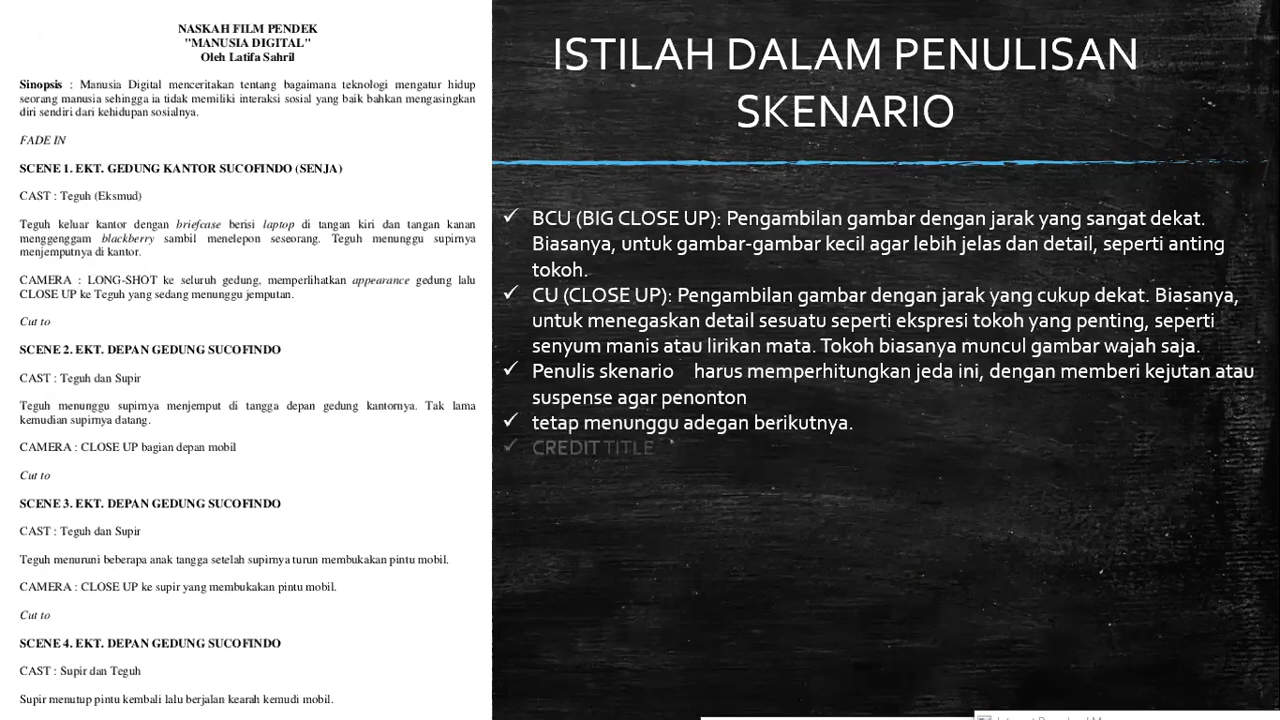 NASKAH FILM PENDEK
"MANUSIA DIGITAL"
Oleh Latifa Sahril
Sinopsis : Manusia Digital menceritakan tentang bagaimana teknologi mengatur hidup
seorang manusia sehingga ia tidak memiliki interaksi sosial yang baik bahkan mengasingkan
diri sendiri dari kehidupan sosialnya.
FADE IN
SCENE 1. EKT. GEDUNG KANTOR SUCOFINDO (SENJA)
CAST : Teguh (Eksmud)
Teguh keluar kantor dengan briefcase berisi laptop di tangan kiri dan tangan kanan
menggenggam blackberry sambil menelepon seseorang. Teguh menunggu supirnya
menjemputnya di kantor.
CAMERA : LONG-SHOT ke seluruh gedung, memperlihatkan appearance gedung lalu
CLOSE UP ke Teguh yang sedang menunggu jemputan.
Cut to
SCENE 2. EKT. DEPAN GEDUNG SUCOFINDO
CAST : Teguh dan Supir
Teguh menunggu supirnya menjemput di tangga depan gedung kantornya. Tak lama
kemudian supirnya datang.
CAMERA : CLOSE UP bagian depan mobil
Cut to
SCENE 3. EKT. DEPAN GEDUNG SUCOFINDO
CAST : Teguh dan Supir
Teguh menuruni beberapa anak tangga setelah supirnya turun membukakan pintu mobil.
CAMERA : CLOSE UP ke supir yang membukakan pintu mobil.
Cut to
SCENE 4. EKT. DEPAN GEDUNG SUCOFINDO
CAST : Supir dan Teguh
Supir menutup pintu kembali lalu berjalan kearah kemudi mobil.
ISTILAH DALAM PENULISAN
SKENARIO
✓ BCU (BIG CLOSE UP): Pengambilan gambar dengan jarak yang sangat dekat.
Biasanya, untuk gambar-gambar kecil agar lebih jelas dan detail, seperti anting
tokoh.
✓ CU (CLOSE UP): Pengambilan gambar dengan jarak yang cukup dekat. Biasanya,
untuk menegaskan detail sesuatu seperti ekspresi tokoh yang penting, seperti
senyum manis atau lirikan mata. Tokoh biasanya muncul gambar wajah saja.
✓ Penulis skenario harus memperhitungkan jeda ini, dengan memberi kejutan atau
suspense agar penonton
✓ tetap menunggu adegan berikutnya.
✓ CREDIT TITLE